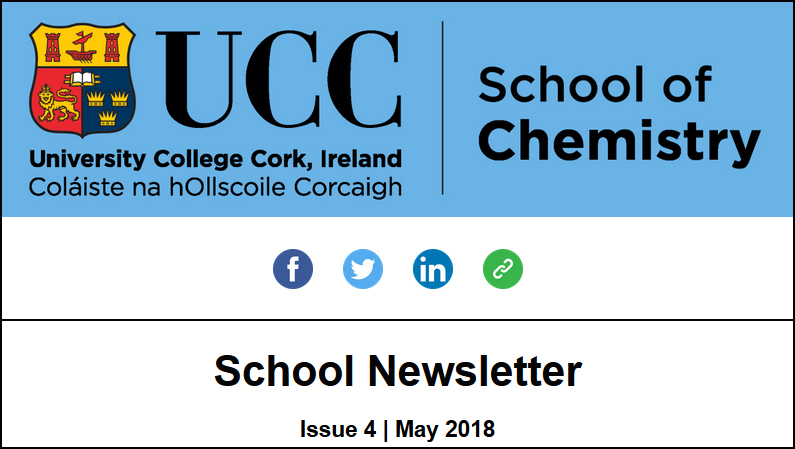 UCC
University College Cork, Ireland
Coláiste na hOllscoile Corcaigh
School of
Chemistry
School Newsletter
Issue 4 | May 2018